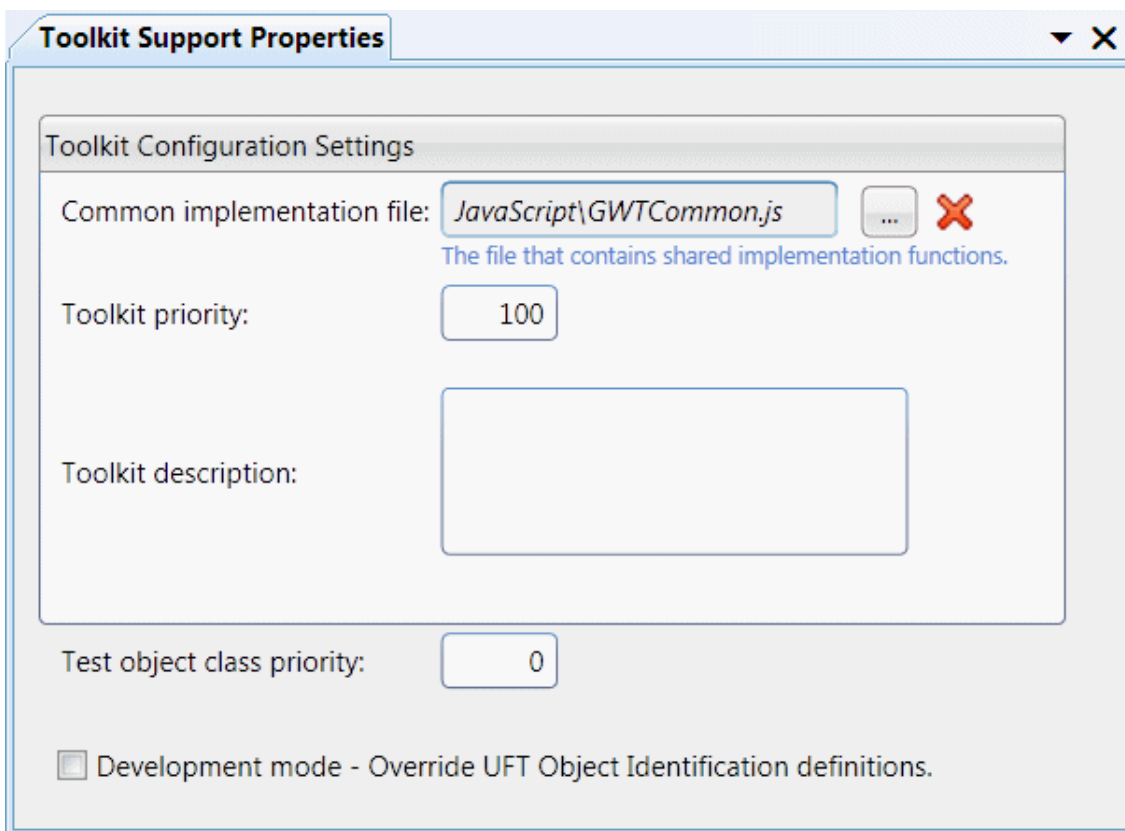 Toolkit Support Properties
Toolkit Configuration Settings
Common implementation file: JavaScript\GWTCommon.js ...
The file that contains shared implementation functions.
Toolkit priority: 100
Toolkit description:
Test object class priority: 0
Development mode - Override UFT Object Identification definitions.